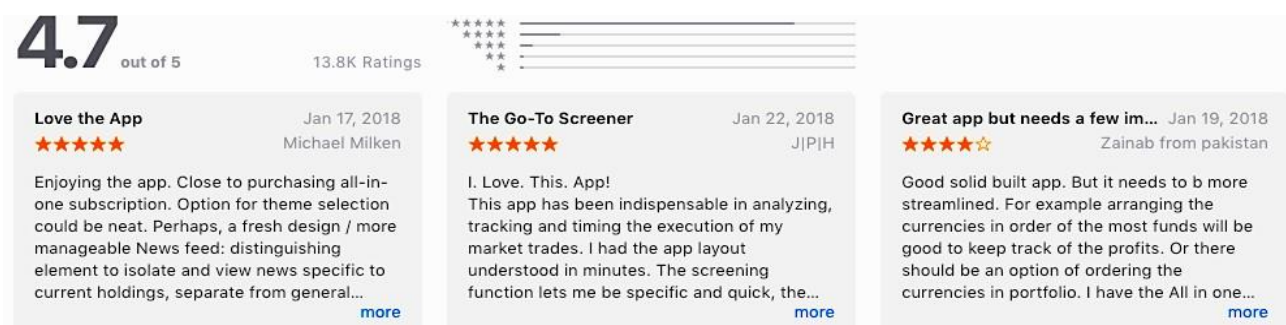 4.7 out of 5
13.8K Ratings
Love the App
Jan 17, 2018
Michael Milken
Enjoying the app. Close to purchasing all-in-
one subscription. Option for theme selection
could be neat. Perhaps, a fresh design / more
manageable News feed: distinguishing
element to isolate and view news specific to
current holdings, separate from general...
more
The Go-To Screener
Jan 22, 2018
J|P|H
I. Love. This. App!
This app has been indispensable in analyzing,
tracking and timing the execution of my
market trades. I had the app layout
understood in minutes. The screening
function lets me be specific and quick, the...
more
Great app but needs a few im...
Jan 19, 2018
Zainab from pakistan
Good solid built app. But it needs to b more
streamlined. For example arranging the
currencies in order of the most funds will be
good to keep track of the profits. Or there
should be an option of ordering the
currencies in portfolio. I have the All in one...
more